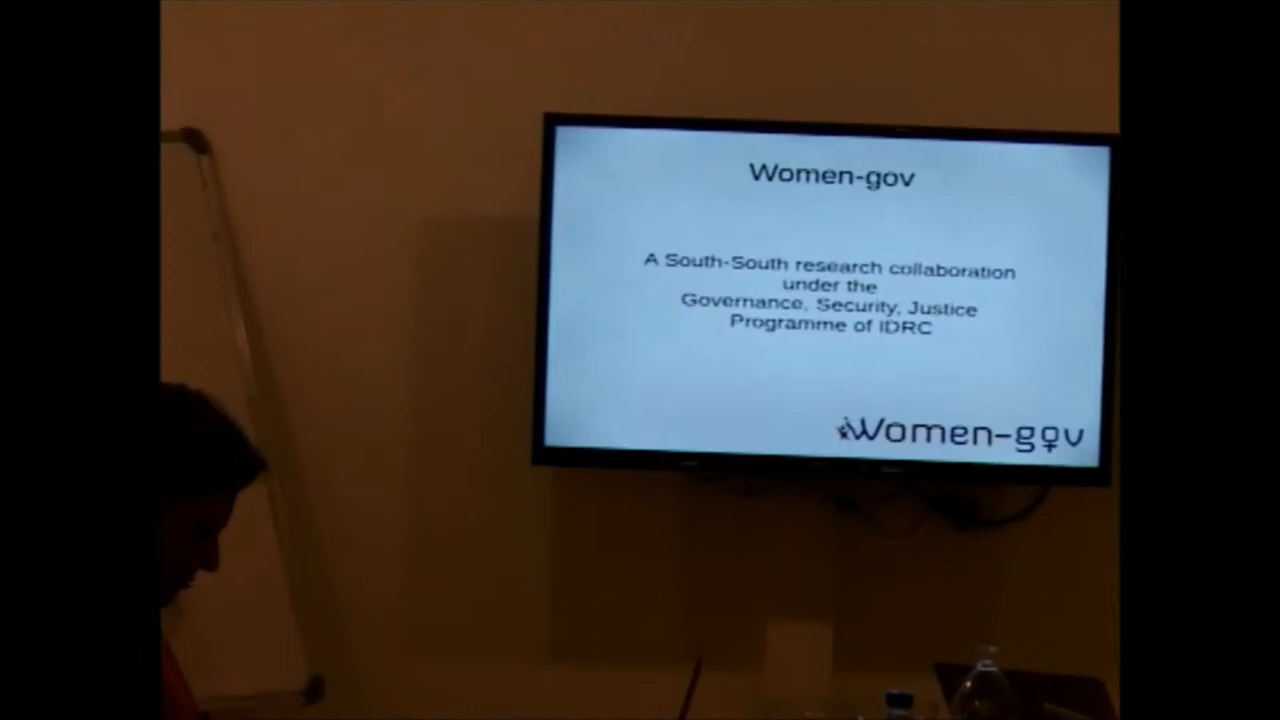 Women-gov
A South-South research collaboration
under the
Governance, Security, Justice
Programme of IDRC
Women-gov